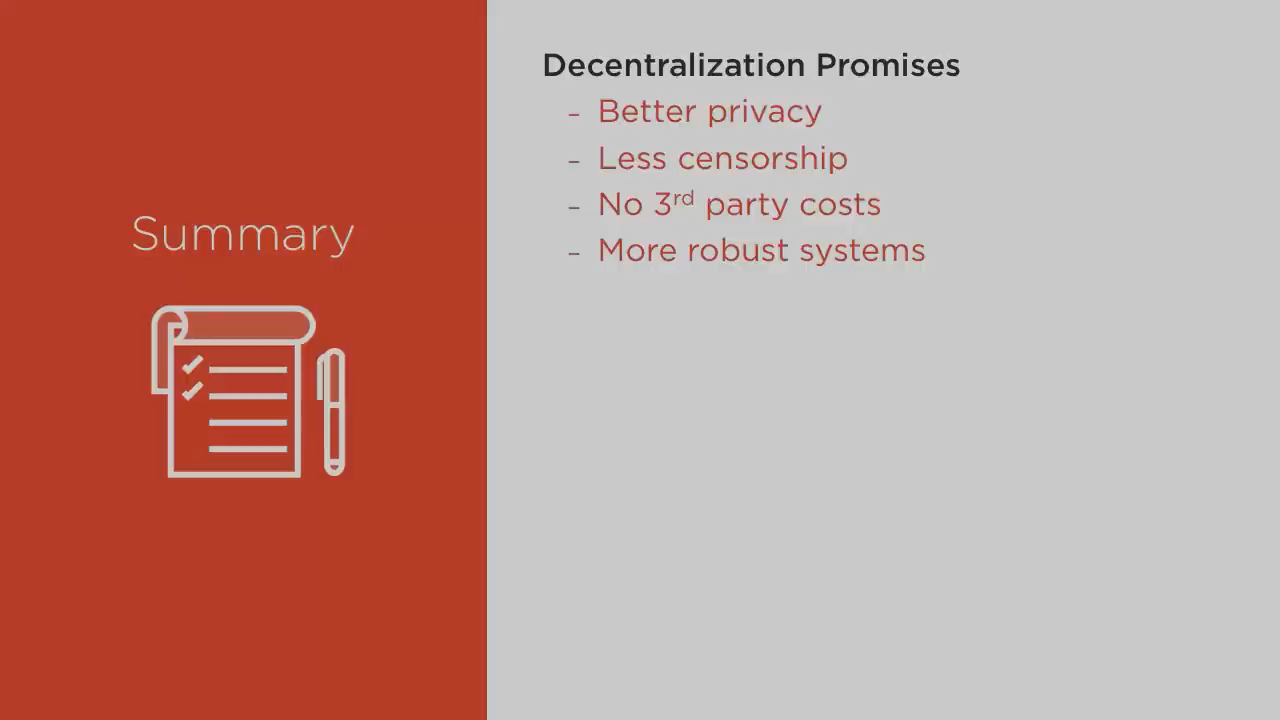 Summary
Decentralization Promises
– Better privacy
– Less censorship
– No 3rd party costs
– More robust systems